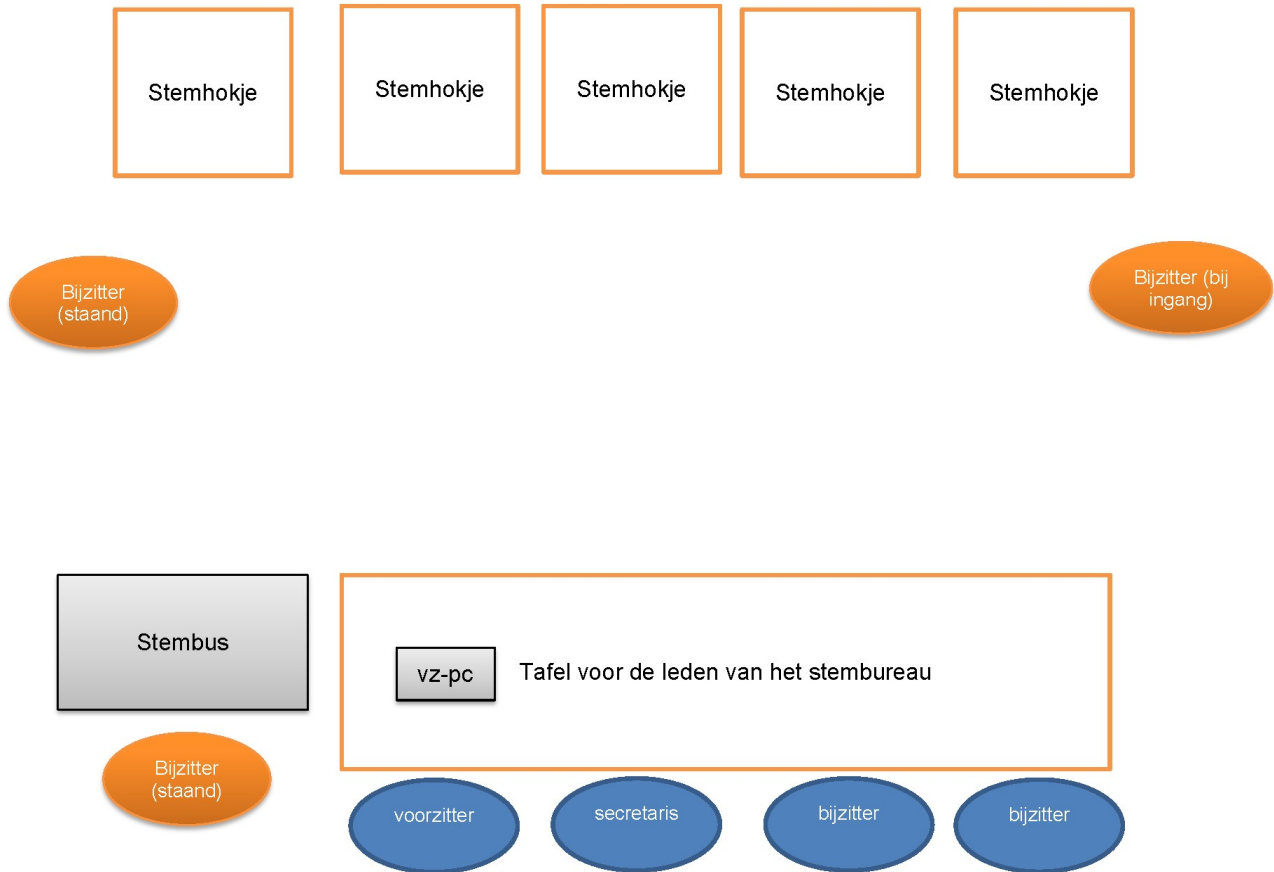 Stemhokje
Stemhokje
Stemhokje
Stemhokje
Stemhokje
Bijzitter
(staand)
Bijzitter (bij
ingang)
Stembus
vz-pc
Tafel voor de leden van het stembureau
Bijzitter
(staand)
voorzitter
secretaris
bijzitter
bijzitter